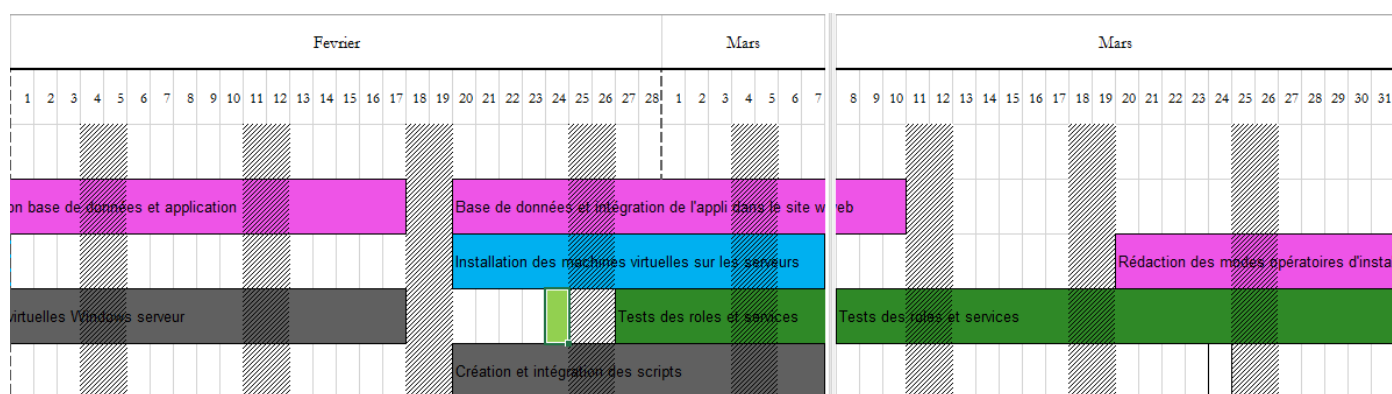 Fevrier Mars Mars
1 2 3 4 5 6 7 8 9 10 11 12 13 14 15 16 17 18 19 20 21 22 23 24 25 26 27 28 1 2 3 4 5 6 7 8 9 10 11 12 13 14 15 16 17 18 19 20 21 22 23 24 25 26 27 28 29 30 31
on base de données et application Base de données et intégration de l'appli dans le site w eb
Installation des machines virtuelles sur les serveurs Rédaction des modes opératoires d'insta
virtuelles Windows serveur Tests des roles et services Tests des roles et services
Création et intégration des scripts